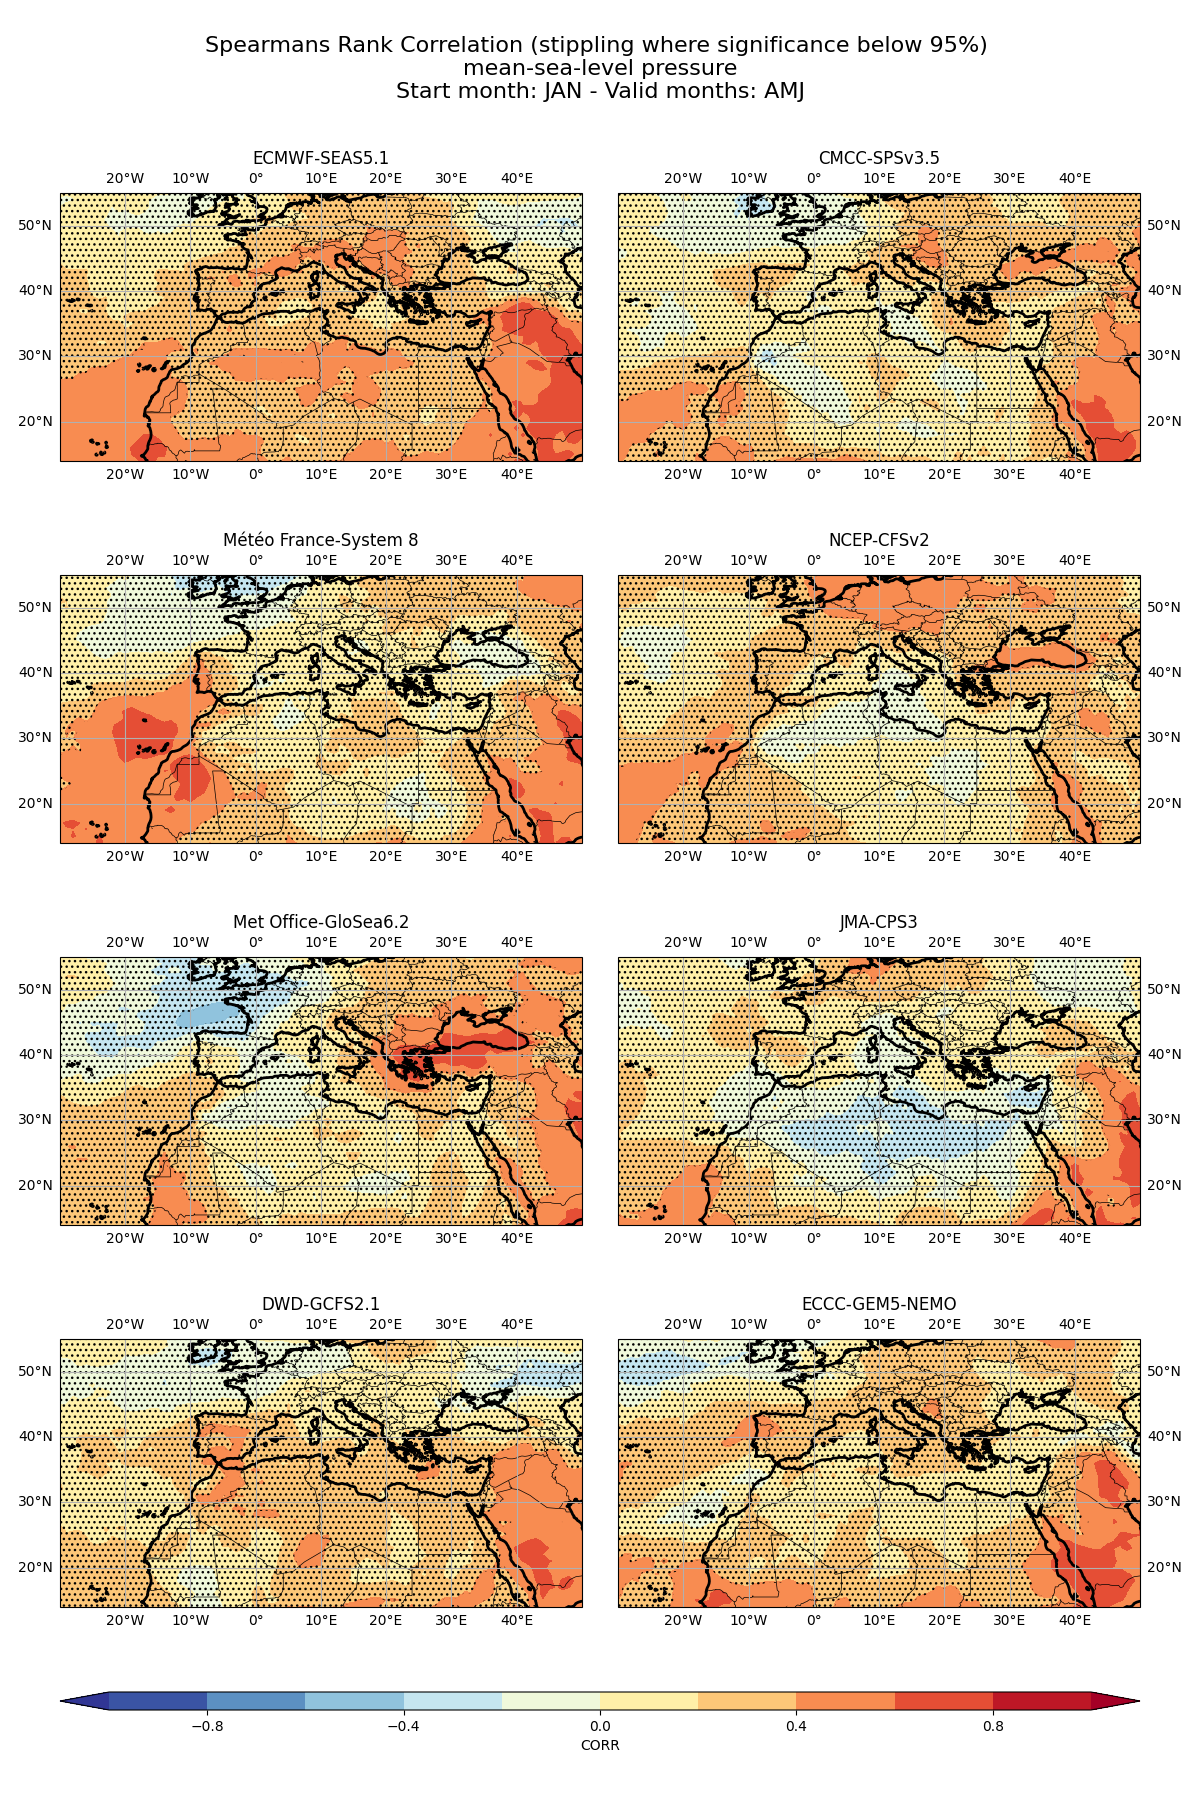 Spearmans Rank Correlation (stippling where significance below 95%)
mean-sea-level pressure
Start month: JAN - Valid months: AMJ
ECMWF-SEAS5.1
20°W 10°W 0° 10°E 20°E 30°E 40°E
50°N
40°N
30°N
20°N
20°W 10°W 0° 10°E 20°E 30°E 40°E
CMCC-SPSv3.5
20°W 10°W 0° 10°E 20°E 30°E 40°E
50°N
40°N
30°N
20°N
20°W 10°W 0° 10°E 20°E 30°E 40°E
Météo France-System 8
20°W 10°W 0° 10°E 20°E 30°E 40°E
50°N
40°N
30°N
20°N
20°W 10°W 0° 10°E 20°E 30°E 40°E
NCEP-CFSv2
20°W 10°W 0° 10°E 20°E 30°E 40°E
50°N
40°N
30°N
20°N
20°W 10°W 0° 10°E 20°E 30°E 40°E
Met Office-GloSea6.2
20°W 10°W 0° 10°E 20°E 30°E 40°E
50°N
40°N
30°N
20°N
20°W 10°W 0° 10°E 20°E 30°E 40°E
JMA-CPS3
20°W 10°W 0° 10°E 20°E 30°E 40°E
50°N
40°N
30°N
20°N
20°W 10°W 0° 10°E 20°E 30°E 40°E
DWD-GCFS2.1
20°W 10°W 0° 10°E 20°E 30°E 40°E
50°N
40°N
30°N
20°N
20°W 10°W 0° 10°E 20°E 30°E 40°E
ECCC-GEM5-NEMO
20°W 10°W 0° 10°E 20°E 30°E 40°E
50°N
40°N
30°N
20°N
20°W 10°W 0° 10°E 20°E 30°E 40°E
−0.8 −0.4 0.0 0.4 0.8
CORR